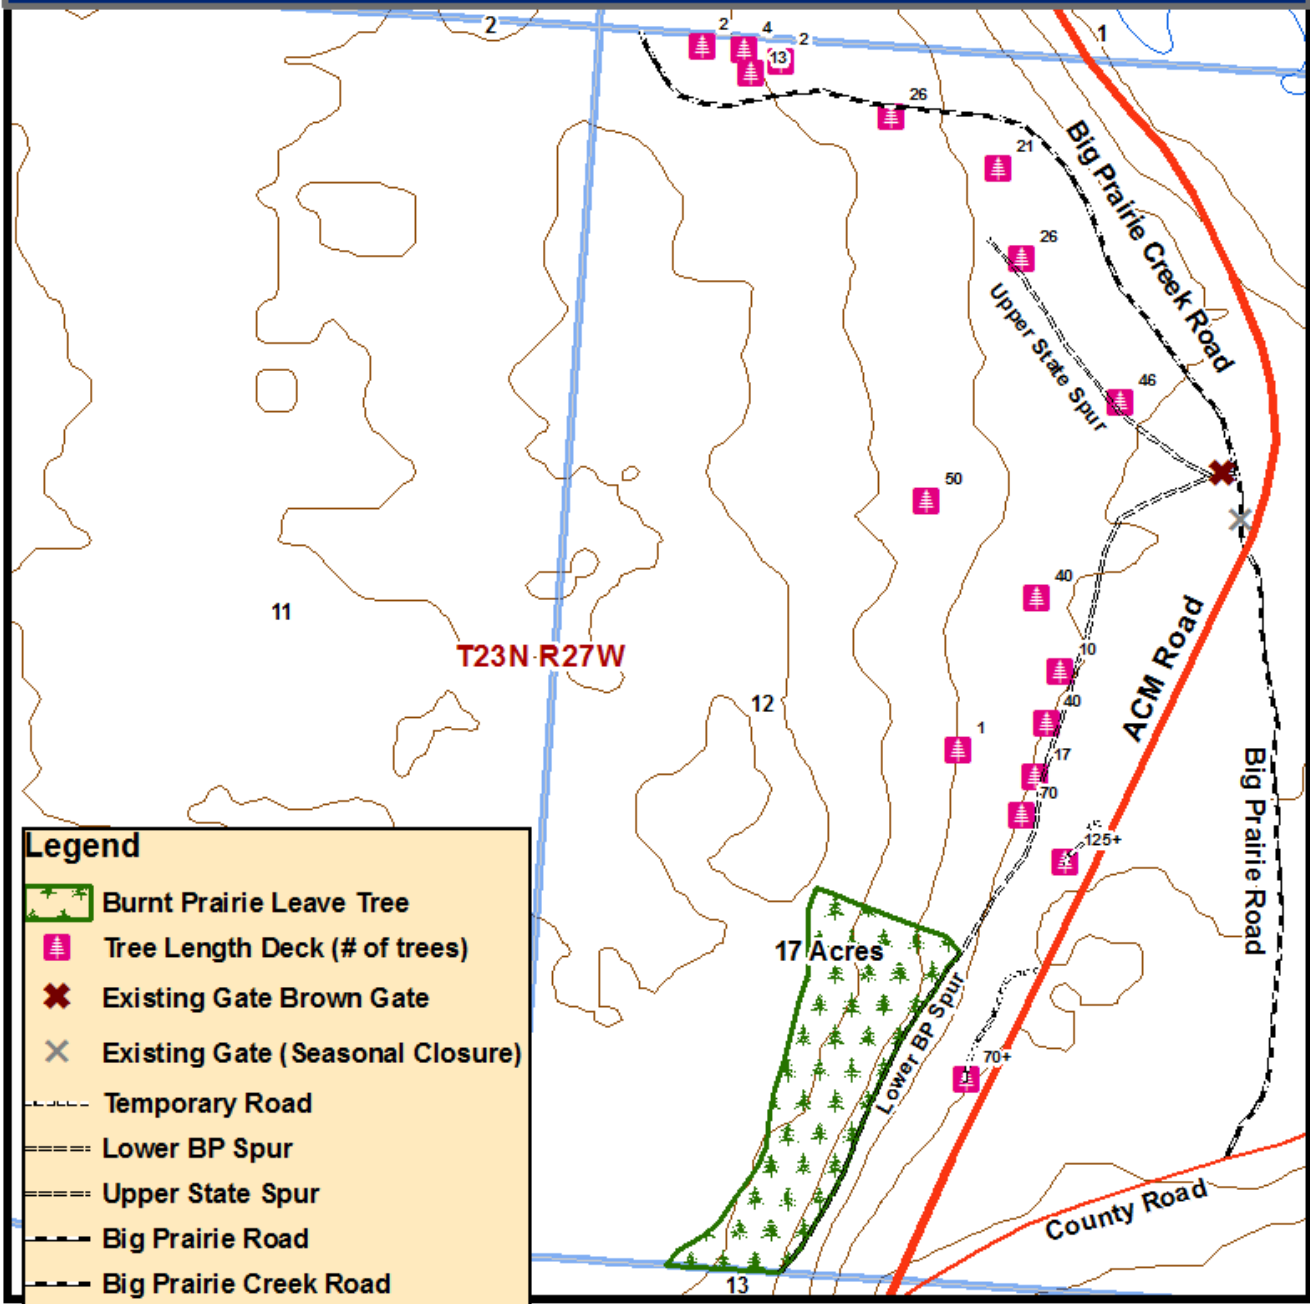 2
2
4
2
1
13
26
21
Big Prairie Creek Road
26
Upper State Spur
46
50
40
11
T23N R27W
ACM Road
10
12
40
1
17
Big Prairie Road
70
125+
17 Acres
Lower BP Spur
70+
County Road
13
Legend
Burnt Prairie Leave Tree
Tree Length Deck (# of trees)
Existing Gate Brown Gate
Existing Gate (Seasonal Closure)
Temporary Road
Lower BP Spur
Upper State Spur
Big Prairie Road
Big Prairie Creek Road